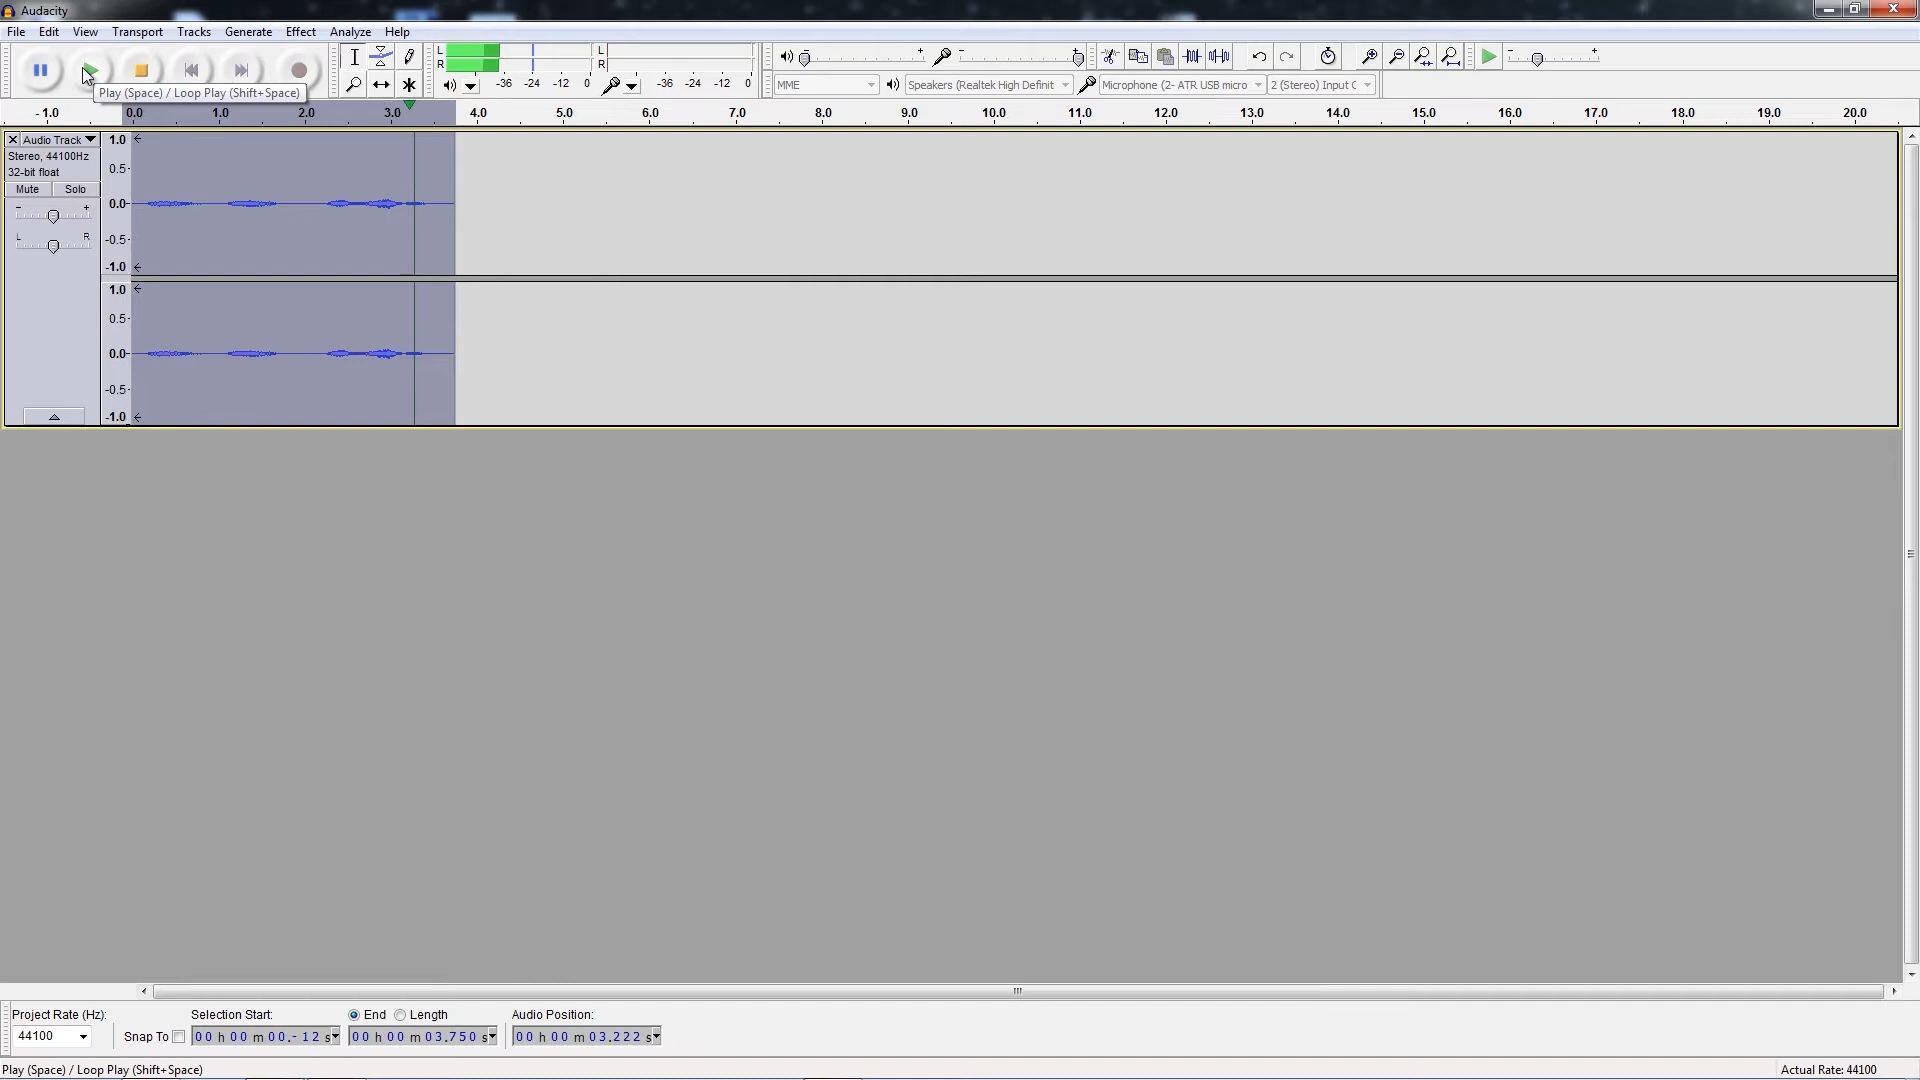 Audacity
File Edit View Transport Tracks Generate Effect Analyze Help
L
R
-36 -24 -12 0
L
R
-36 -24 -12 0
- +
- +
- +
MME
Speakers (Realtek High Definit
Microphone (2- ATR USB micro
2 (Stereo) Input C
Play (Space) / Loop Play (Shift+Space)
-1.0 0.0 1.0 2.0 3.0 4.0 5.0 6.0 7.0 8.0 9.0 10.0 11.0 12.0 13.0 14.0 15.0 16.0 17.0 18.0 19.0 20.0
Audio Track
Stereo, 44100Hz
32-bit float
Mute Solo
- +
L R
1.0
0.5
0.0
-0.5
-1.0
1.0
0.5
0.0
-0.5
-1.0
Project Rate (Hz):
44100
Snap To
Selection Start:
00 h 00 m 00.-12 s
End Length
00 h 00 m 03.750 s
Audio Position:
00 h 00 m 03.222 s
Play (Space) / Loop Play (Shift+Space)
Actual Rate: 44100